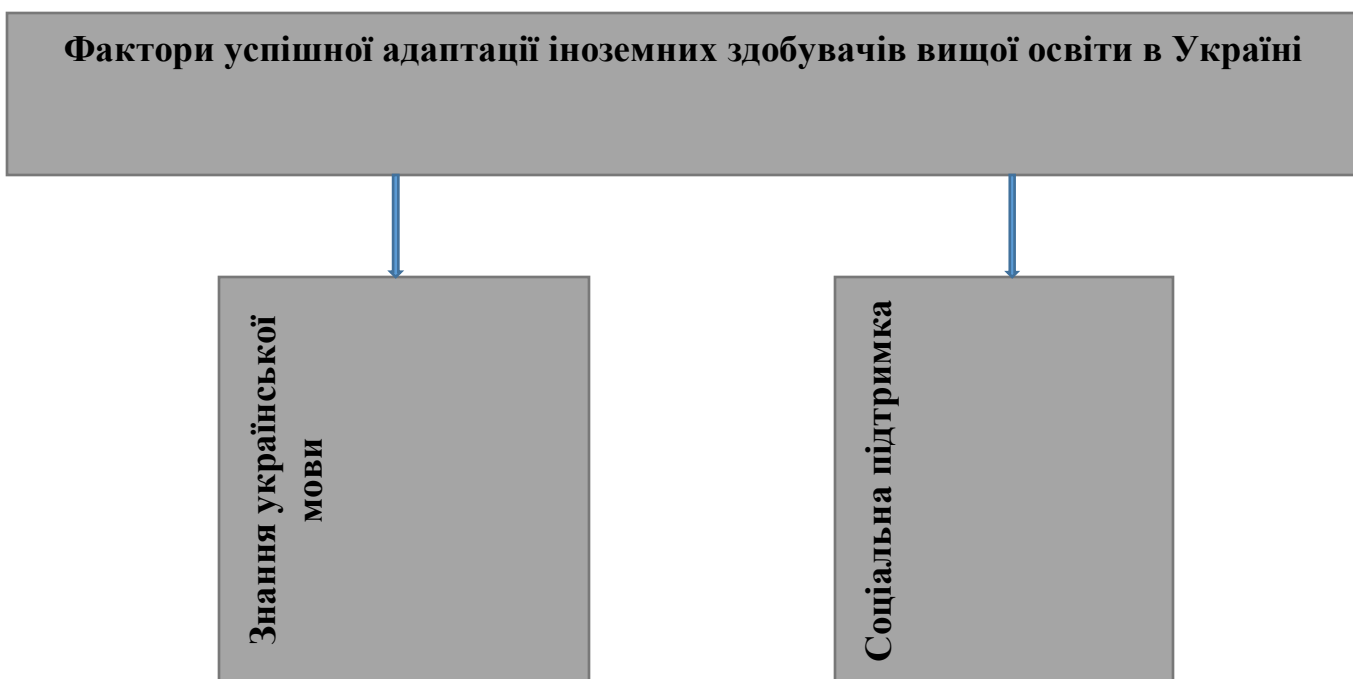 Фактори успішної адаптації іноземних здобувачів вищої освіти в Україні
Знання української
мови
Соціальна підтримка